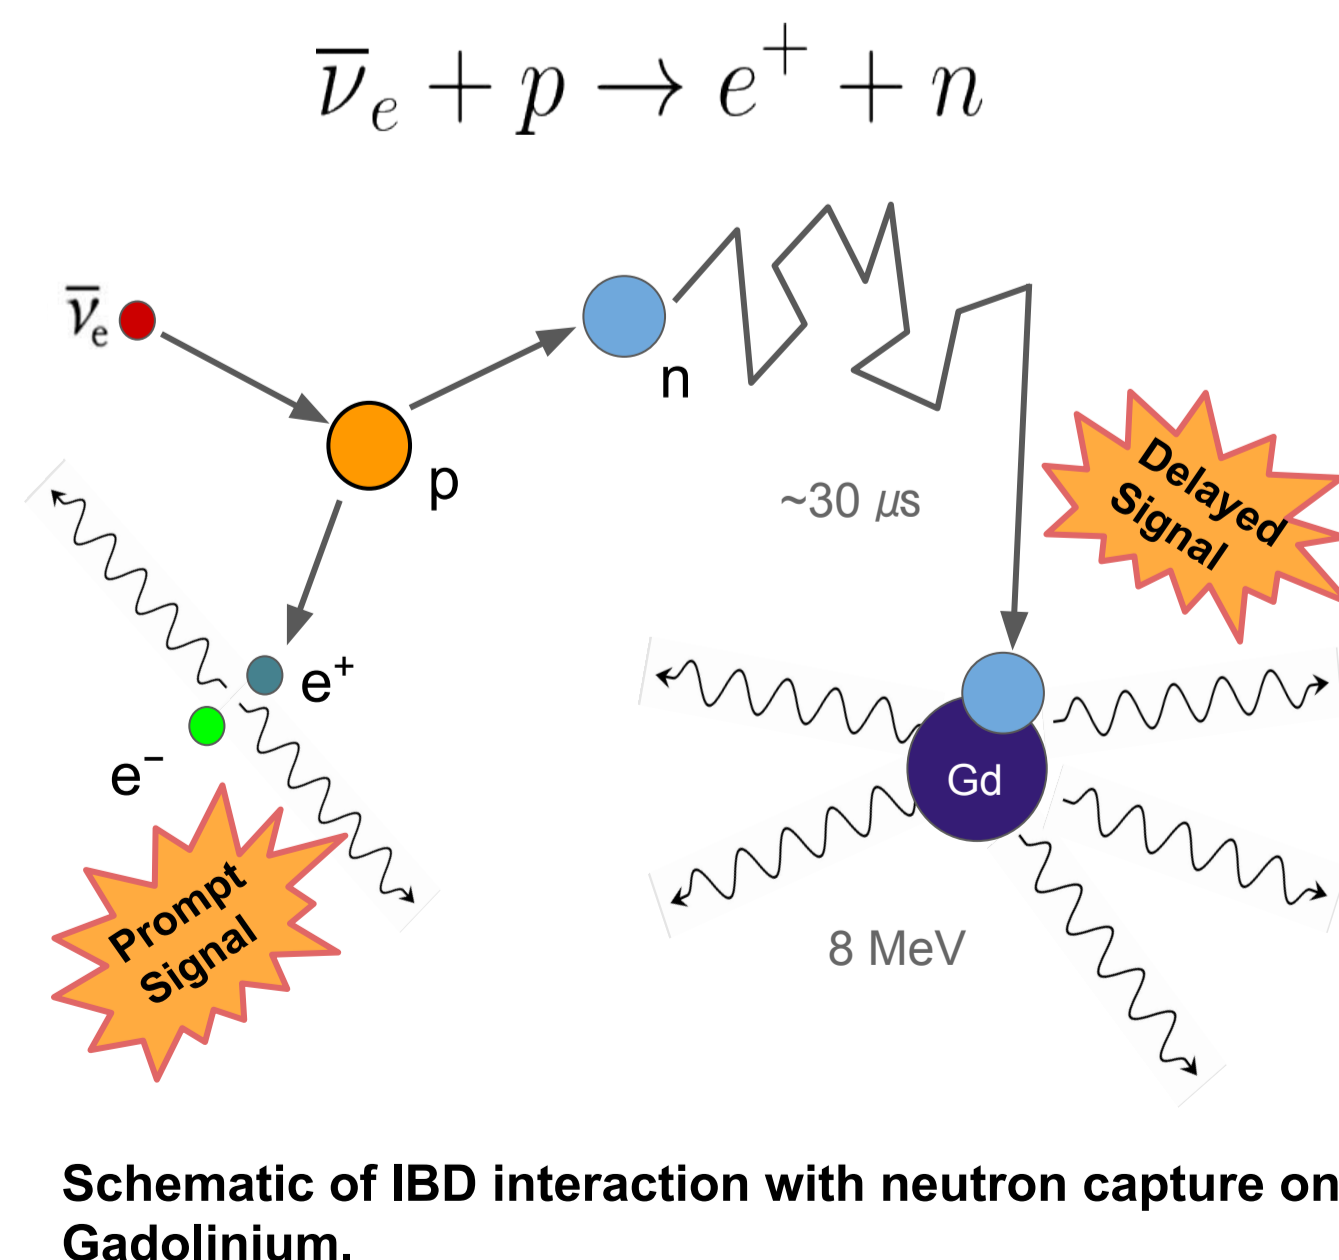 ν̅ₑ + p → e⁺ + n
ν̅ₑ
n
p
~30 μs
Delayed
Signal
e⁺
e⁻
Gd
Prompt
Signal
8 MeV
Schematic of IBD interaction with neutron capture on
Gadolinium.